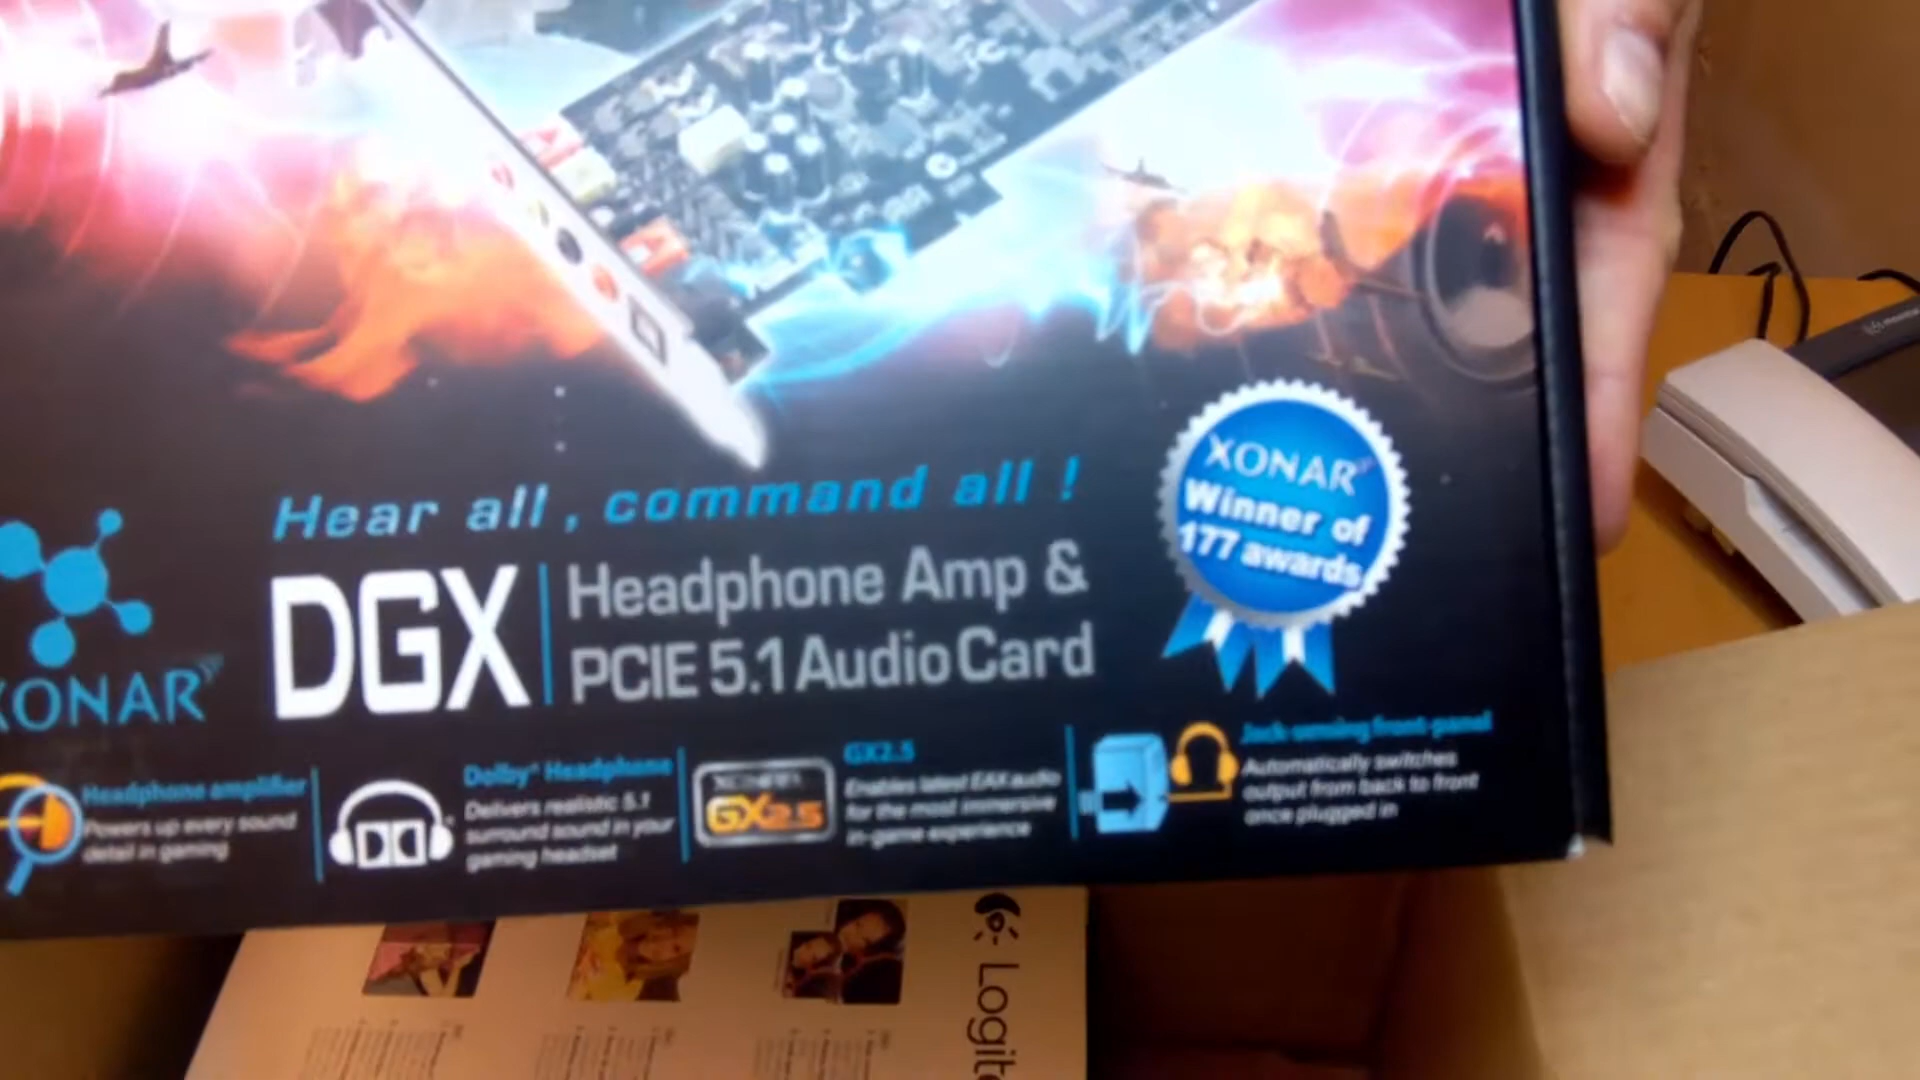 Hear all, command all !
XONAR
Winner of
177 awards
DGX
Headphone Amp &
PCIE 5.1 Audio Card
XONAR
Headphone amplifier
Powers up every sound
detail in gaming
Dolby® Headphone
Delivers realistic 5.1
surround sound in your
gaming headset
XONAR
GX2.5
GX2.5
Enables latest EAX audio
for the most immersive
in-game experience
Jack-sensing front-panel
Automatically switches
output from back to front
once plugged in